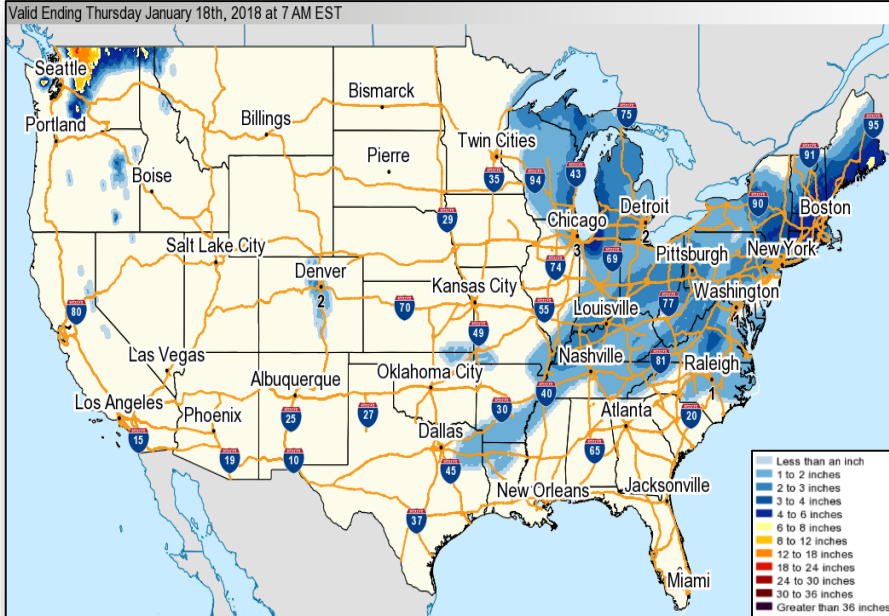 Valid Ending Thursday January 18th, 2018 at 7 AM EST
Seattle
Portland
Boise
Billings
Bismarck
Pierre
Twin Cities
75
95
91
35
94
43
90
Boston
29
Chicago
3
Detroit
2
Salt Lake City
Denver
2
80
74
69
Pittsburgh
New York
Kansas City
70
55
Louisville
77
Washington
1
49
Las Vegas
Albuquerque
Oklahoma City
Nashville
81
Raleigh
1
Los Angeles
Phoenix
25
27
30
40
Atlanta
20
15
19
10
Dallas
45
65
New Orleans
Jacksonville
37
Miami
Less than an inch
1 to 2 inches
2 to 3 inches
3 to 4 inches
4 to 6 inches
6 to 8 inches
8 to 12 inches
12 to 18 inches
18 to 24 inches
24 to 30 inches
30 to 36 inches
Greater than 36 inches